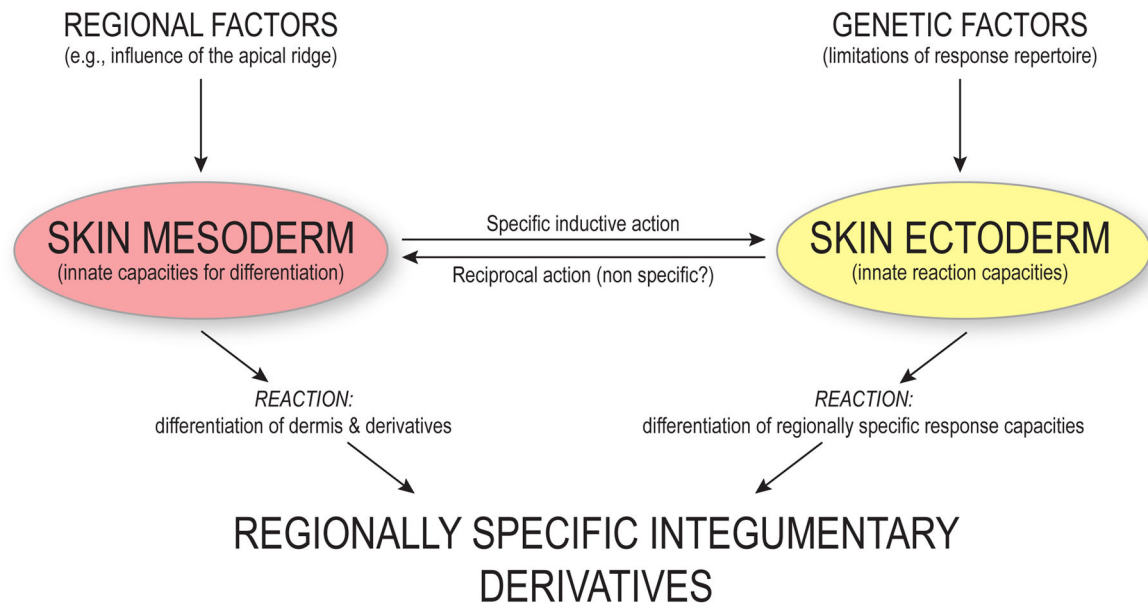 REGIONAL FACTORS
(e.g., influence of the apical ridge)
GENETIC FACTORS
(limitations of response repertoire)
SKIN MESODERM
(innate capacities for differentiation)
Specific inductive action
Reciprocal action (non specific?)
SKIN ECTODERM
(innate reaction capacities)
REACTION:
differentiation of dermis & derivatives
REACTION:
differentiation of regionally specific response capacities
REGIONALLY SPECIFIC INTEGUMENTARY
DERIVATIVES